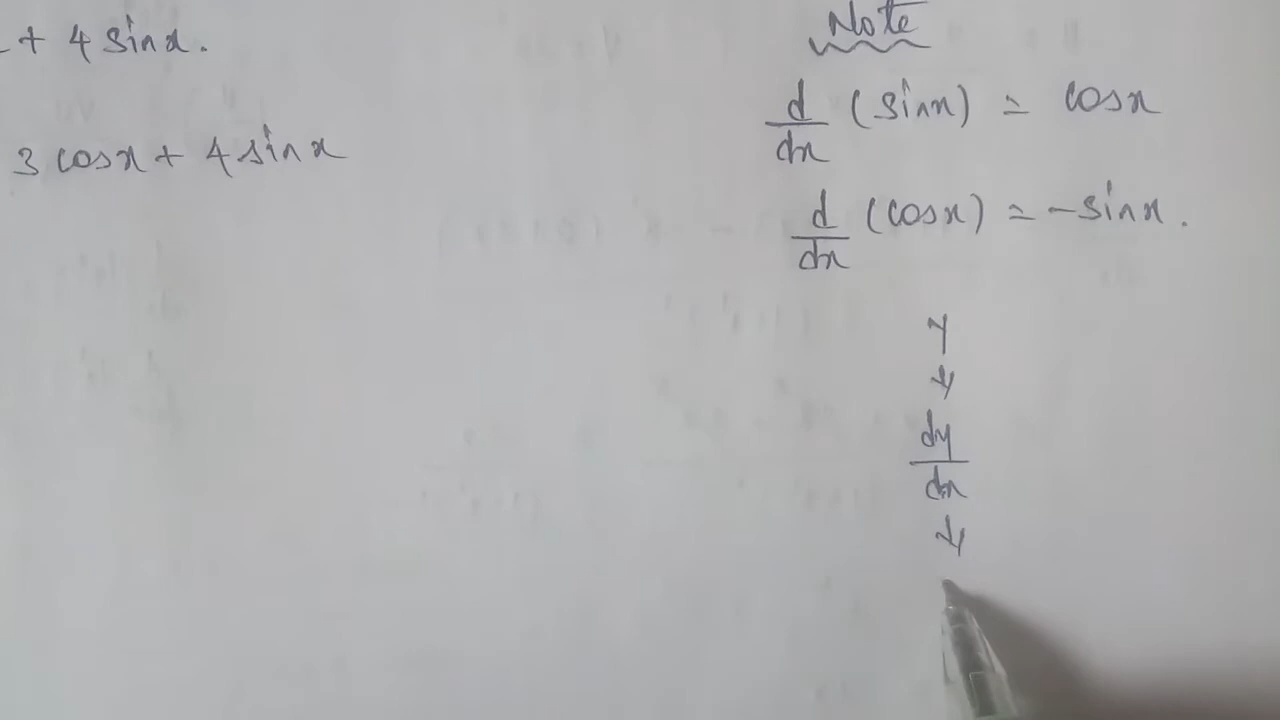 + 4 sinx.
3 cosx + 4 sinx
Note
d/dx (sinx) = cosx
d/dx (cosx) = -sinx.
y
↓
dy/dx
↓